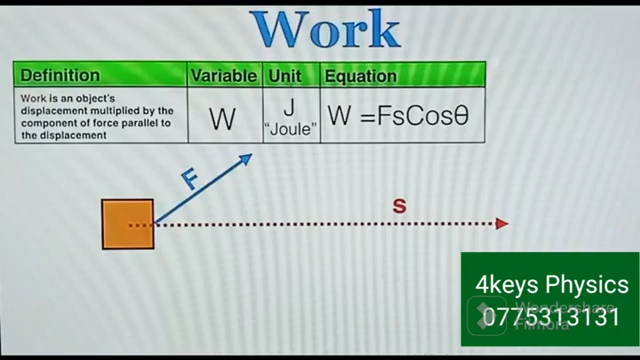 Work
Definition Variable Unit Equation
Work is an object's
displacement multiplied by the
component of force parallel to
the displacement
W
J
"Joule"
W =FsCosθ
F
s
4keys Physics
0775313131
Wondershare
Filmora